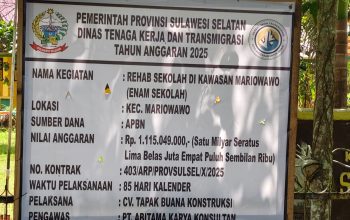 PEMERINTAH PROVINSI SULAWESI SELATAN
DINAS TENAGA KERJA DAN TRANSMIGRASI
TAHUN ANGGARAN 2025
NAMA KEGIATAN : REHAB SEKOLAH DI KAWASAN MARIOWAWO
(ENAM SEKOLAH)
LOKASI : KEC. MARIOWAWO
SUMBER DANA : APBN
NILAI ANGGARAN : Rp. 1.115.049.000,- (Satu Milyar Seratus
Lima Belas Juta Empat Puluh Sembilan Ribu)
NO. KONTRAK : 403/ARP/PROVSULSEL/X/2025
WAKTU PELAKSANAAN : 85 HARI KALENDER
PELAKSANA : CV. TAPAK BUANA KONSTRUKSI
PENGAWAS : PT. ARITAMA KARYA KONSULTAN